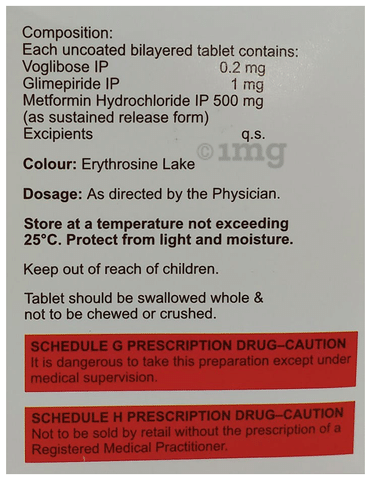 Composition:
Each uncoated bilayered tablet contains:
Voglibose IP 0.2 mg
Glimepiride IP 1 mg
Metformin Hydrochloride IP 500 mg
(as sustained release form)
Excipients q.s.
©1mg
Colour: Erythrosine Lake
Dosage: As directed by the Physician.
Store at a temperature not exceeding
25°C. Protect from light and moisture.
Keep out of reach of children.
Tablet should be swallowed whole &
not to be chewed or crushed.
SCHEDULE G PRESCRIPTION DRUG–CAUTION
It is dangerous to take this preparation except under
medical supervision.
SCHEDULE H PRESCRIPTION DRUG–CAUTION
Not to be sold by retail without the prescription of a
Registered Medical Practitioner.